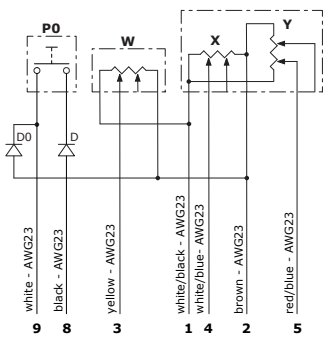 P0
W
X
Y
D0
D
white - AWG23
black - AWG23
yellow - AWG23
white/black - AWG23
white/blue- AWG23
brown - AWG23
red/blue - AWG23
9 8 3 1 4 2 5